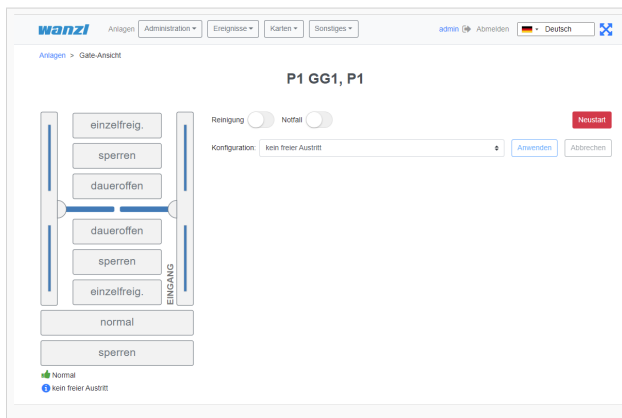 wanzl Anlagen Administration Ereignisse Karten Sonstiges admin Abmelden Deutsch
Anlagen > Gate-Ansicht
P1 GG1, P1
einzelfreig.
sperren
daueroffen
daueroffen
sperren
einzelfreig.
EINGANG
normal
sperren
Normal
kein freier Austritt
Reinigung Notfall Neustart
Konfiguration: kein freier Austritt Anwenden Abbrechen